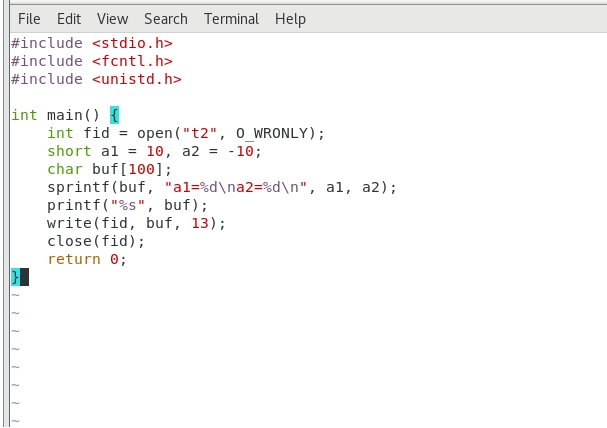 File Edit View Search Terminal Help
#include <stdio.h>
#include <fcntl.h>
#include <unistd.h>

int main() {
    int fid = open("t2", O_WRONLY);
    short a1 = 10, a2 = -10;
    char buf[100];
    sprintf(buf, "a1=%d\na2=%d\n", a1, a2);
    printf("%s", buf);
    write(fid, buf, 13);
    close(fid);
    return 0;
}
~
~
~
~
~
~
~
~